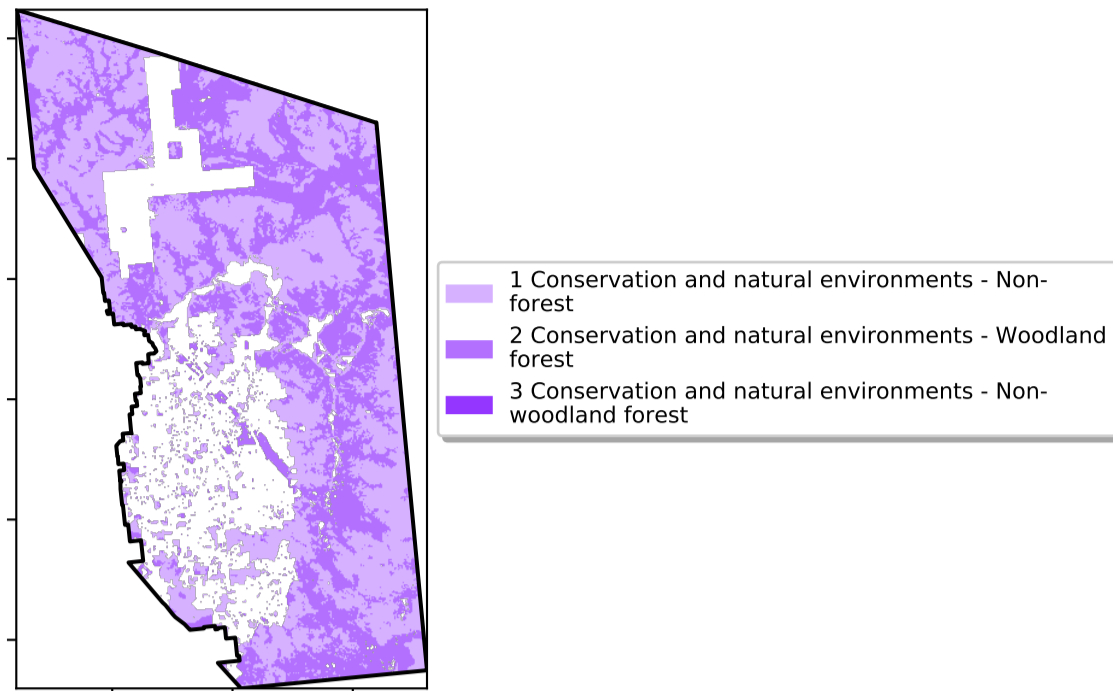 1 Conservation and natural environments - Non-
forest
2 Conservation and natural environments - Woodland
forest
3 Conservation and natural environments - Non-
woodland forest